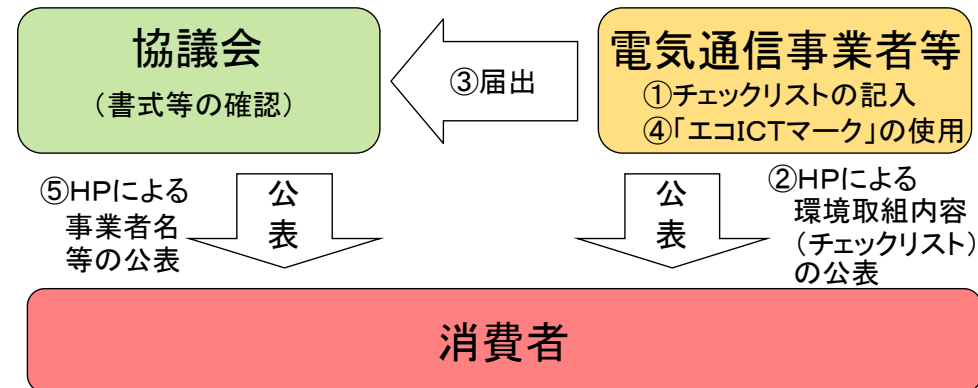 協議会
（書式等の確認）
③届出
電気通信事業者等
①チェックリストの記入
④「エコICTマーク」の使用
⑤HPによる
事業者名
等の公表
公
表
公
表
②HPによる
環境取組内容
（チェックリスト）
の公表
消費者